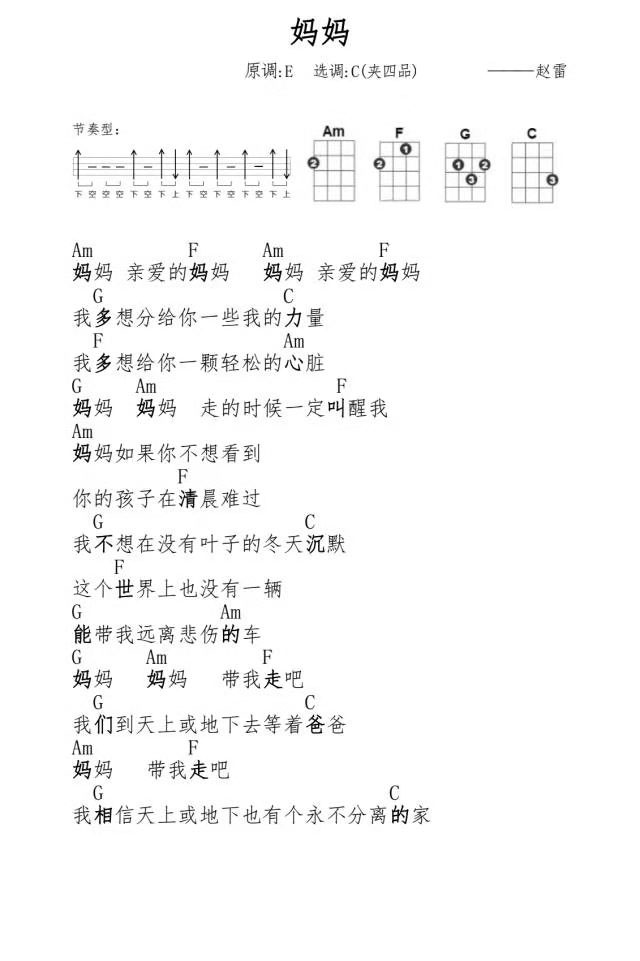 妈妈
原调:E 选调:C(夹四品) ———赵雷
节奏型:
Am F G C
2 2 1 1 2 3 3
下 空 空 空 下 空 下 上 下 空 下 空 下 空 下 上
Am F Am F
妈妈 亲爱的妈妈 妈妈 亲爱的妈妈
G C
我多想分给你一些我的力量
F Am
我多想给你一颗轻松的心脏
G Am F
妈妈 妈妈 走的时候一定叫醒我
Am
妈妈如果你不想看到
F
你的孩子在清晨难过
G C
我不想在没有叶子的冬天沉默
F
这个世界上也没有一辆
G Am
能带我远离悲伤的车
G Am F
妈妈 妈妈 带我走吧
G C
我们到天上或地下去等着爸爸
Am F
妈妈 带我走吧
G C
我相信天上或地下也有个永不分离的家